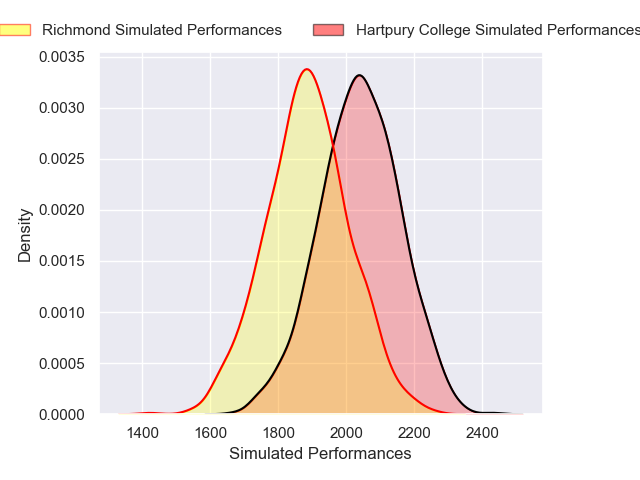 Richmond Simulated Performances
Hartpury College Simulated Performances
0.0035
0.0030
0.0025
0.0020
0.0015
0.0010
0.0005
0.0000
Density
1400 1600 1800 2000 2200 2400
Simulated Performances